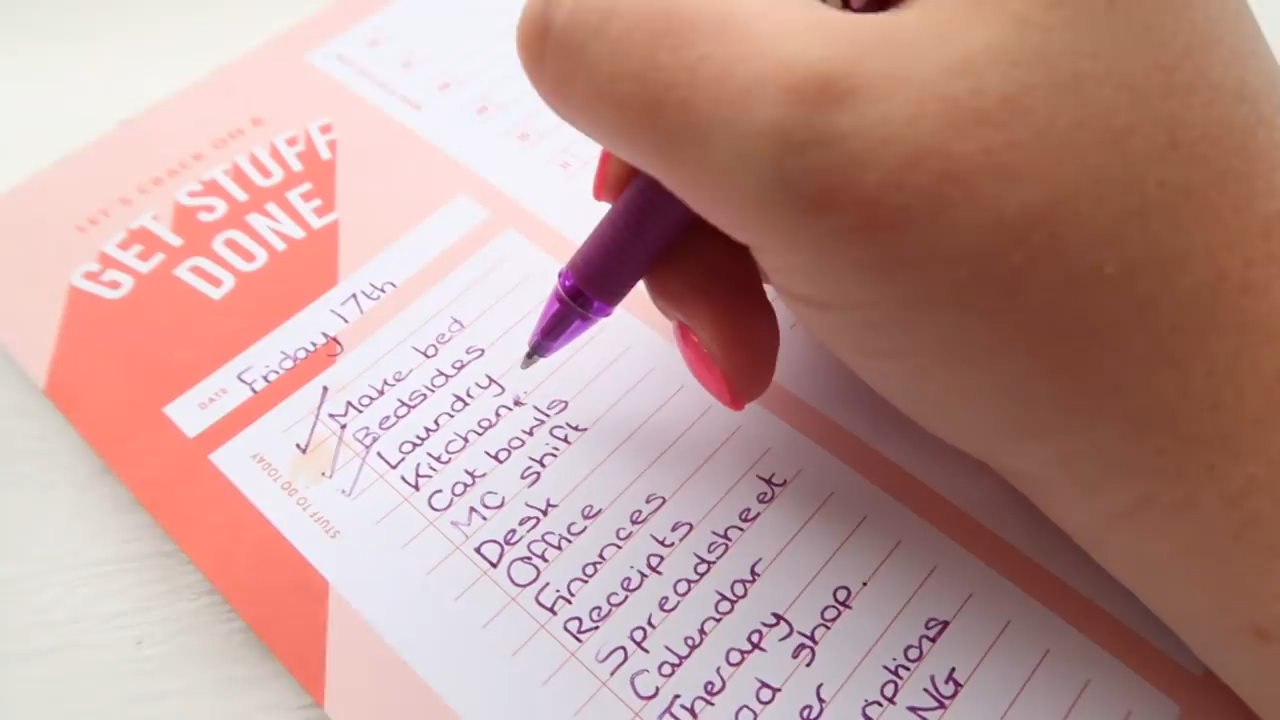 LET'S CRACK ON &
GET STUFF
DONE
DATE Friday 17th
STUFF TO DO TODAY
Make bed
Bedsides
Laundry
Kitchen
Cat bowls
MC shift
Desk
Office
Finances
Receipts
Spreadsheet
Calendar
Therapy
shop